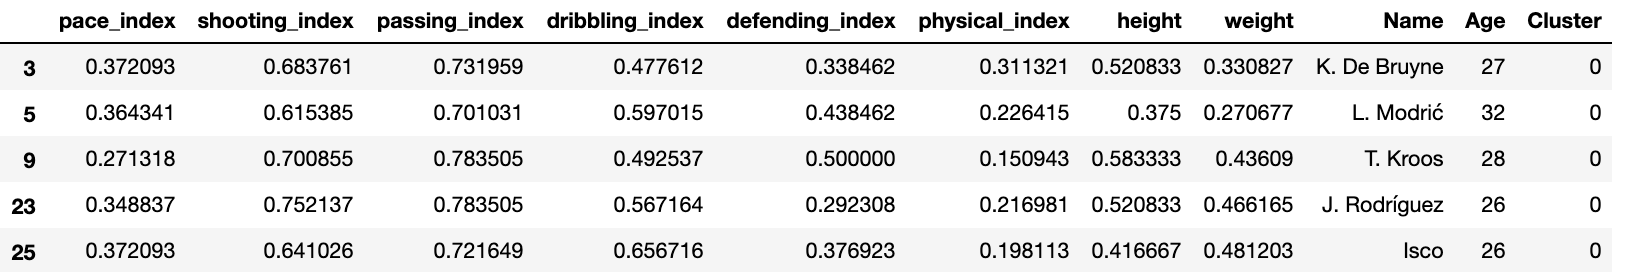 pace_index shooting_index passing_index dribbling_index defending_index physical_index height weight Name Age Cluster
3 0.372093 0.683761 0.731959 0.477612 0.338462 0.311321 0.520833 0.330827 K. De Bruyne 27 0
5 0.364341 0.615385 0.701031 0.597015 0.438462 0.226415 0.375 0.270677 L. Modrić 32 0
9 0.271318 0.700855 0.783505 0.492537 0.500000 0.150943 0.583333 0.43609 T. Kroos 28 0
23 0.348837 0.752137 0.783505 0.567164 0.292308 0.216981 0.520833 0.466165 J. Rodríguez 26 0
25 0.372093 0.641026 0.721649 0.656716 0.376923 0.198113 0.416667 0.481203 Isco 26 0